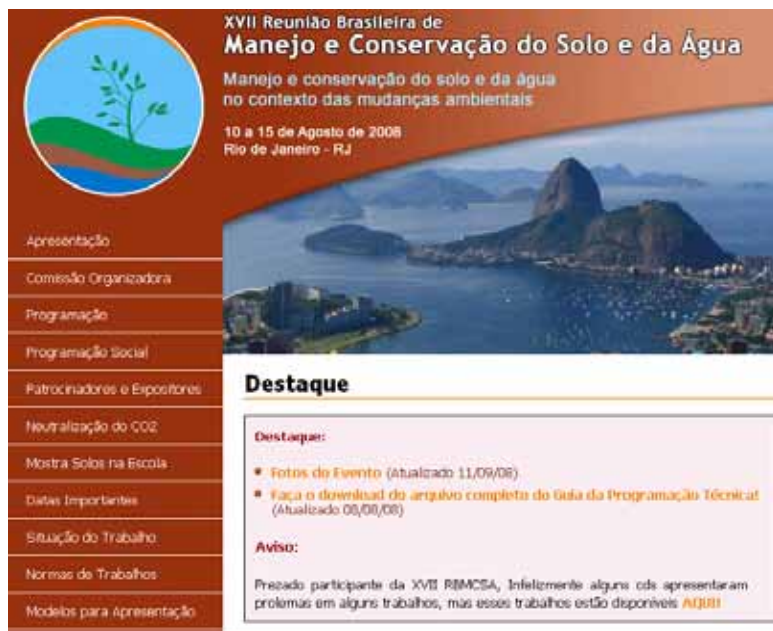 XVII Reunião Brasileira de
Manejo e Conservação do Solo e da Água
Manejo e conservação do solo e da água
no contexto das mudanças ambientais
10 a 15 de Agosto de 2008
Rio de Janeiro - RJ
Apresentação
Comissão Organizadora
Programação
Programação Social
Patrocinadores e Expositores
Neutralização do CO2
Mostra Solos na Escola
Datas Importantes
Situação do Trabalho
Normas de Trabalhos
Modelos para Apresentação
Destaque
Destaque:
Fotos do Evento (Atualizado 11/09/08)
Faça o download do arquivo completo do Guia da Programação Técnica!
(Atualizado 08/08/08)
Aviso:
Prezado participante da XVII RBMCSA, Infelizmente alguns cds apresentaram
prolemas em alguns trabalhos, mas esses trabalhos estão disponíveis AQUI!